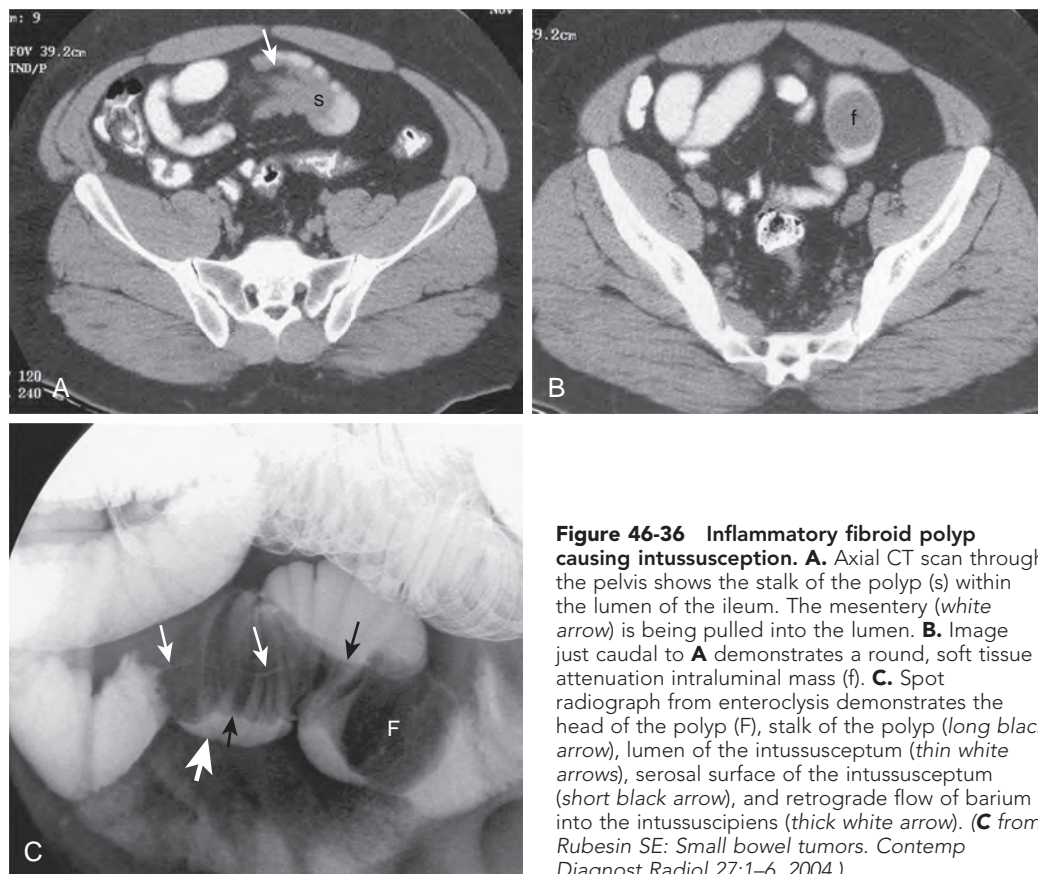 m: 9
FOV 39.2cm
TND/P
s
120
240
A
9.2cm
f
B
F
C
Figure 46-36 Inflammatory fibroid polyp
causing intussusception. A. Axial CT scan through
the pelvis shows the stalk of the polyp (s) within
the lumen of the ileum. The mesentery (white
arrow) is being pulled into the lumen. B. Image
just caudal to A demonstrates a round, soft tissue
attenuation intraluminal mass (f). C. Spot
radiograph from enteroclysis demonstrates the
head of the polyp (F), stalk of the polyp (long black
arrow), lumen of the intussusceptum (thin white
arrows), serosal surface of the intussusceptum
(short black arrow), and retrograde flow of barium
into the intussuscipiens (thick white arrow). (C from
Rubesin SE: Small bowel tumors. Contemp
Diagnost Radiol 27:1–6, 2004.)